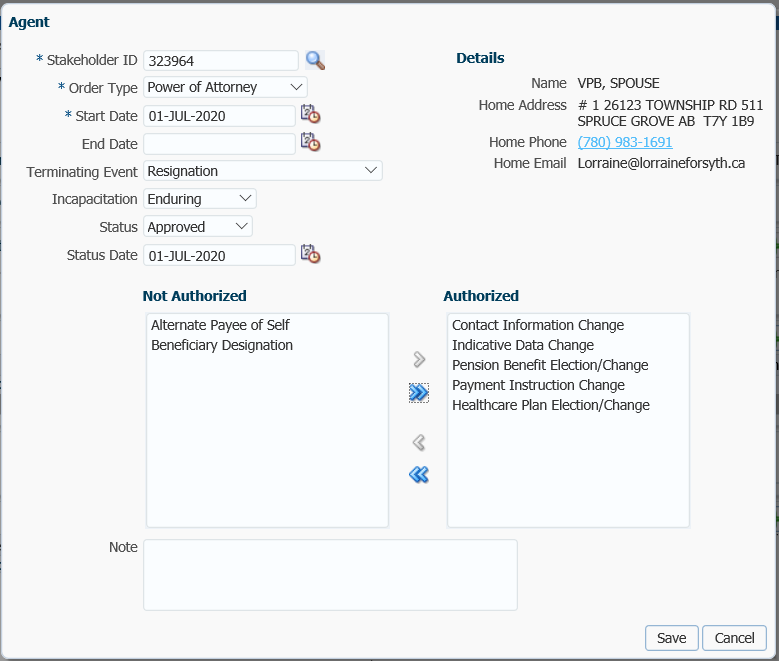 Agent
* Stakeholder ID 323964
* Order Type Power of Attorney
* Start Date 01-JUL-2020
End Date
Terminating Event Resignation
Incapacitation Enduring
Status Approved
Status Date 01-JUL-2020
Details
Name VPB, SPOUSE
Home Address # 1 26123 TOWNSHIP RD 511
SPRUCE GROVE AB T7Y 1B9
Home Phone (780) 983-1691
Home Email Lorraine@lorraineforsyth.ca
Not Authorized
Alternate Payee of Self
Beneficiary Designation
Authorized
Contact Information Change
Indicative Data Change
Pension Benefit Election/Change
Payment Instruction Change
Healthcare Plan Election/Change
Note
Save Cancel